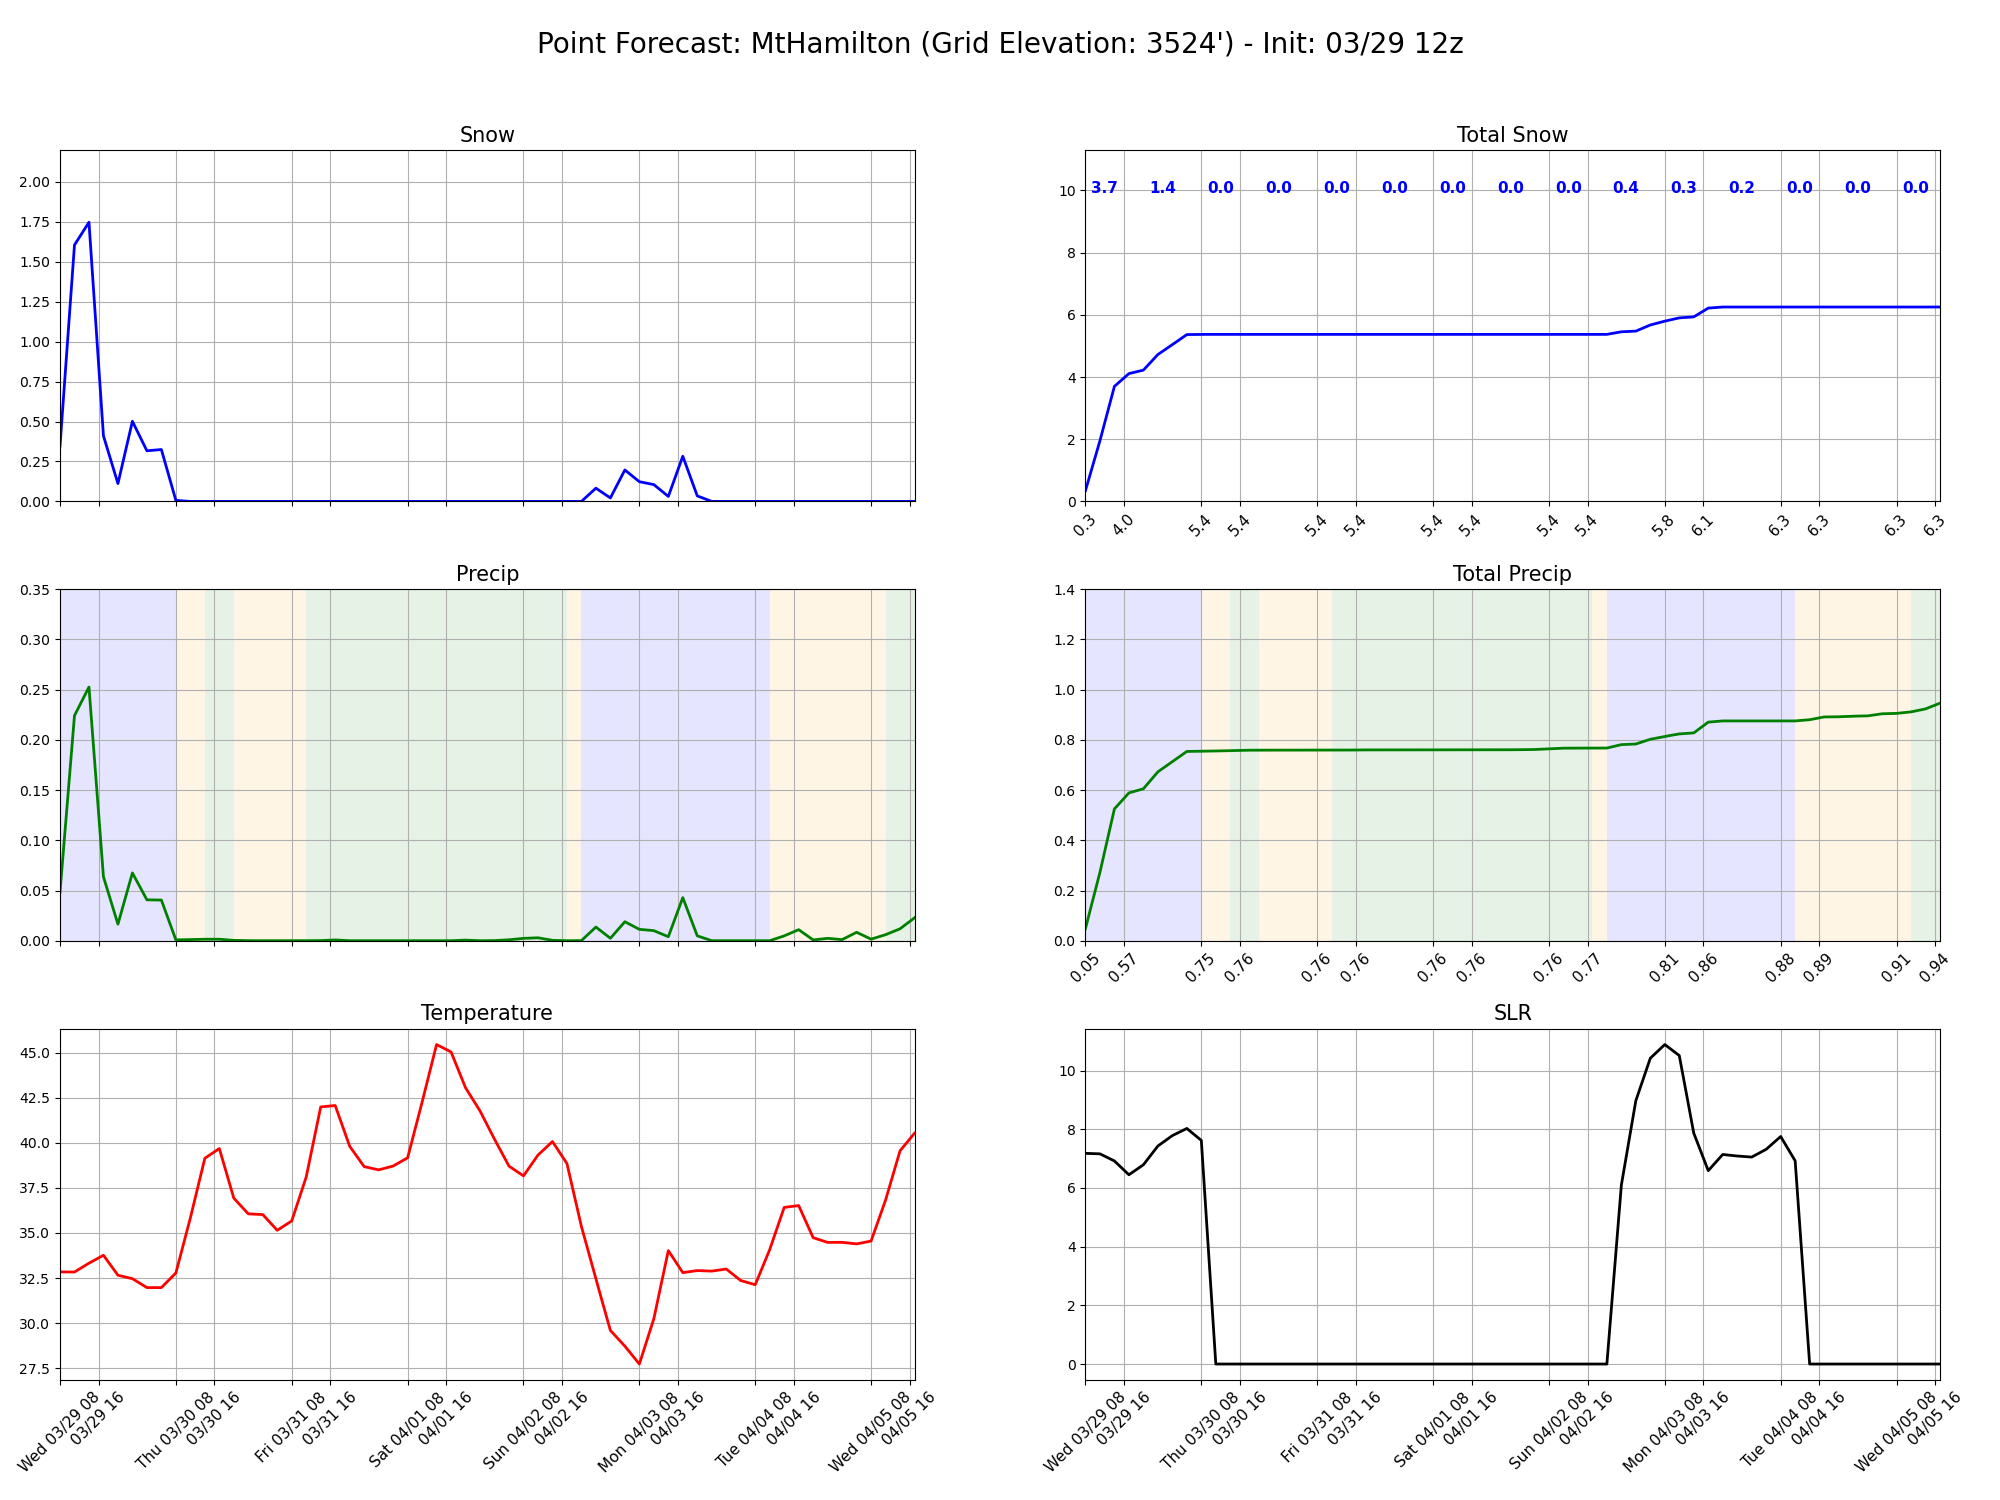 Point Forecast: MtHamilton (Grid Elevation: 3524') - Init: 03/29 12z
Snow
2.00
1.75
1.50
1.25
1.00
0.75
0.50
0.25
0.00
Total Snow
3.7 1.4 0.0 0.0 0.0 0.0 0.0 0.0 0.0 0.4 0.3 0.2 0.0 0.0 0.0
10
8
6
4
2
0
0.3 4.0 5.4 5.4 5.4 5.4 5.4 5.4 5.4 5.4 5.8 6.1 6.3 6.3 6.3 6.3
Precip
0.35
0.30
0.25
0.20
0.15
0.10
0.05
0.00
Total Precip
1.4
1.2
1.0
0.8
0.6
0.4
0.2
0.0
0.05 0.57 0.75 0.76 0.76 0.76 0.76 0.76 0.76 0.77 0.81 0.86 0.88 0.89 0.91 0.94
Temperature
45.0
42.5
40.0
37.5
35.0
32.5
30.0
27.5
Wed 03/29 08
03/29 16
Thu 03/30 08
03/30 16
Fri 03/31 08
03/31 16
Sat 04/01 08
04/01 16
Sun 04/02 08
04/02 16
Mon 04/03 08
04/03 16
Tue 04/04 08
04/04 16
Wed 04/05 08
04/05 16
SLR
10
8
6
4
2
0
Wed 03/29 08
03/29 16
Thu 03/30 08
03/30 16
Fri 03/31 08
03/31 16
Sat 04/01 08
04/01 16
Sun 04/02 08
04/02 16
Mon 04/03 08
04/03 16
Tue 04/04 08
04/04 16
Wed 04/05 08
04/05 16